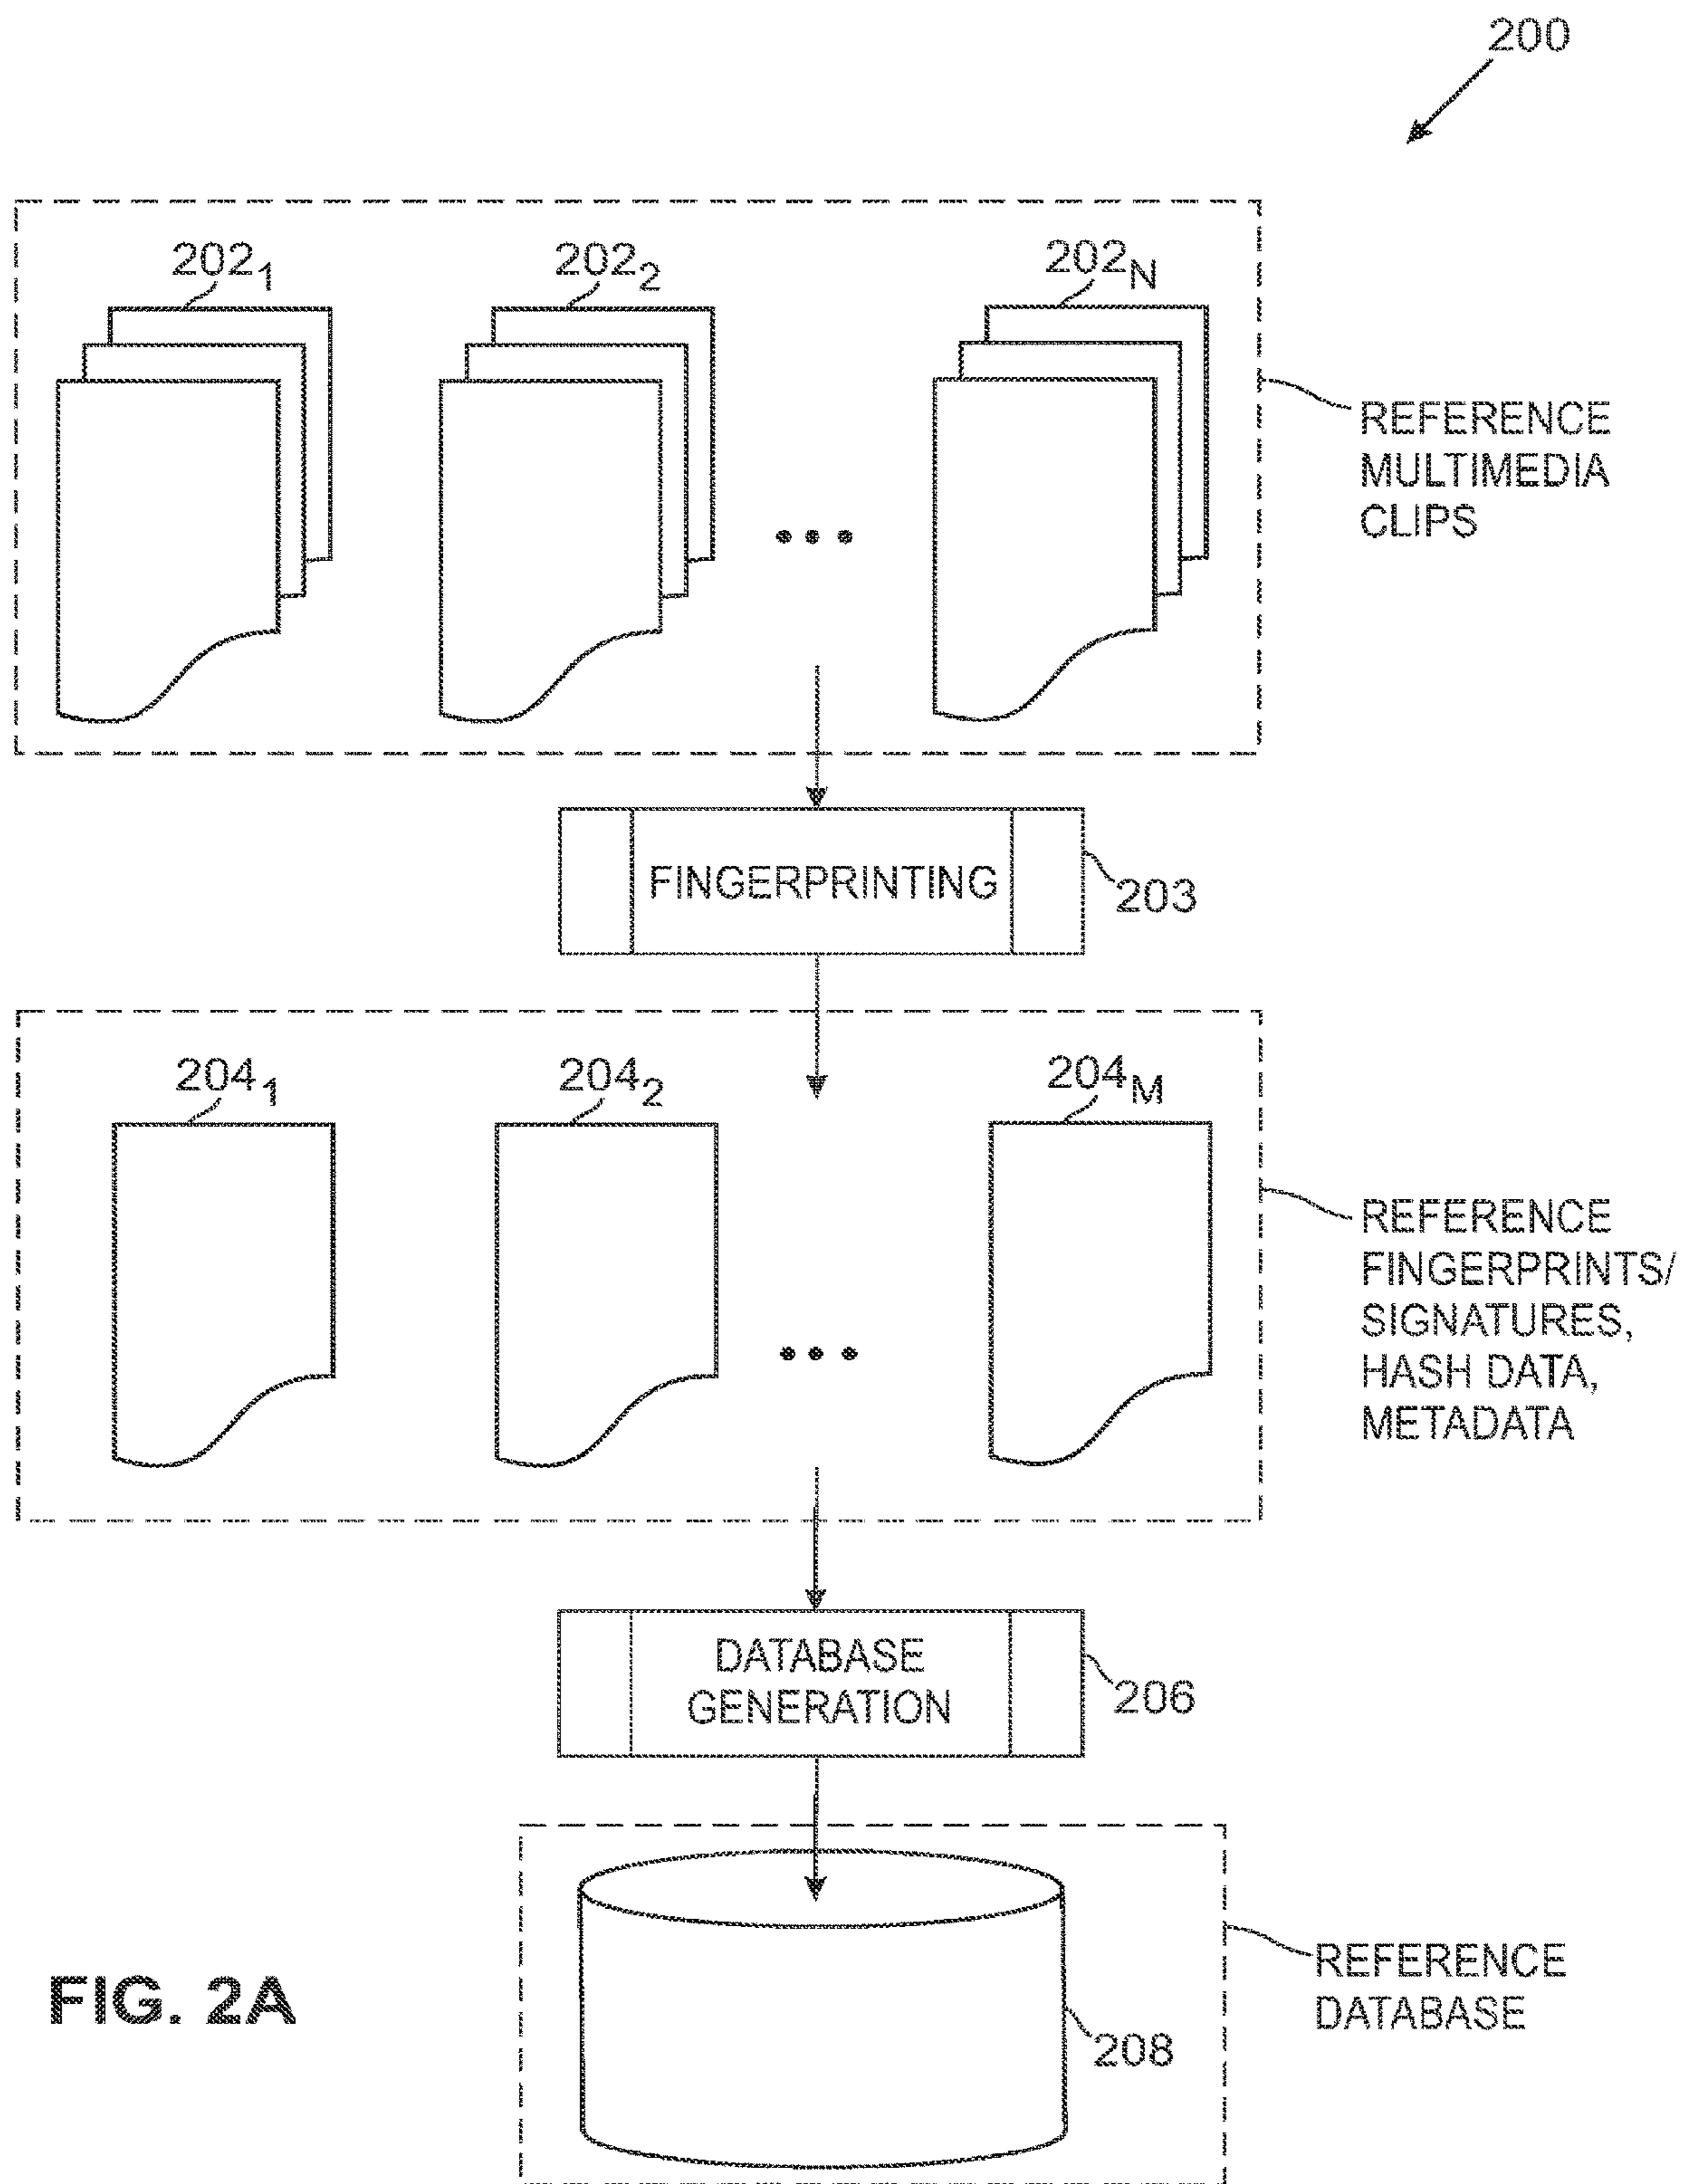 200
202₁ 202₂ 202N
REFERENCE
MULTIMEDIA
CLIPS
FINGERPRINTING
203
204₁ 204₂ 204M
REFERENCE
FINGERPRINTS/
SIGNATURES,
HASH DATA,
METADATA
DATABASE
GENERATION
206
REFERENCE
DATABASE
208
FIG. 2A